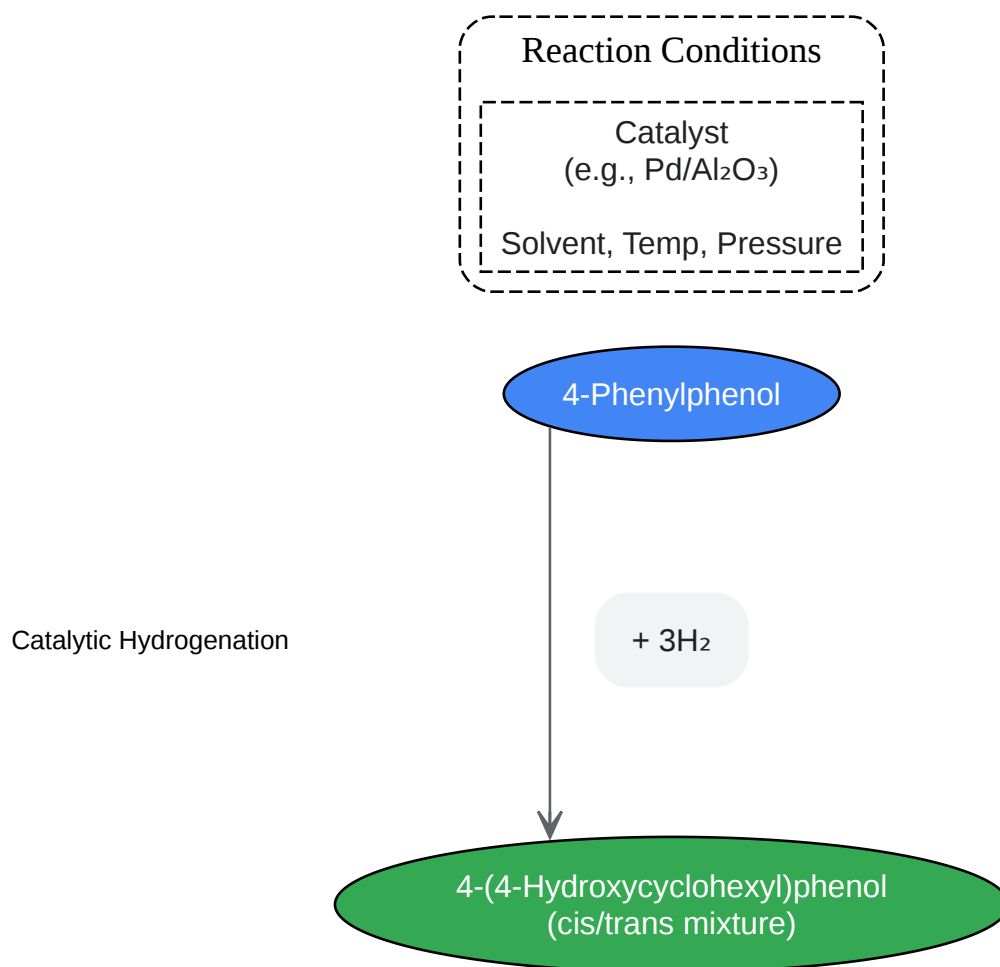 Reaction Conditions
Catalyst
(e.g., Pd/Al₂O₃)
Solvent, Temp, Pressure
4-Phenylphenol
Catalytic Hydrogenation
+ 3H₂
4-(4-Hydroxycyclohexyl)phenol
(cis/trans mixture)